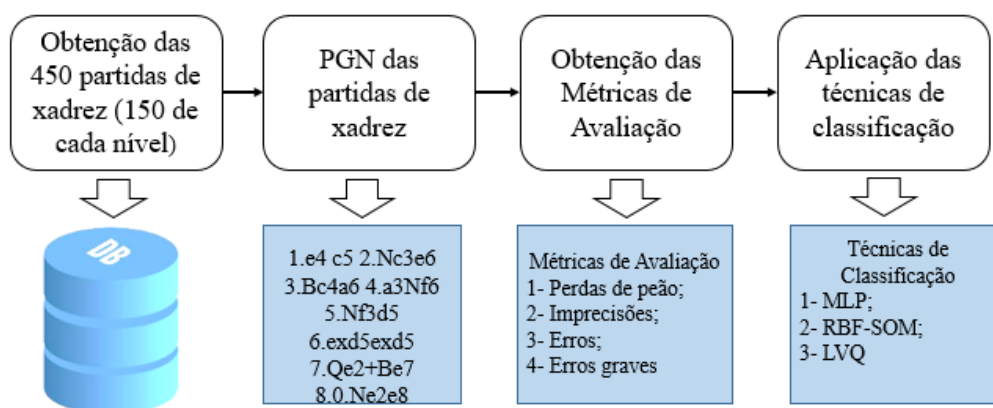 Obtenção das
450 partidas de
xadrez (150 de
cada nível)
PGN das
partidas de
xadrez
Obtenção das
Métricas de
Avaliação
Aplicação das
técnicas de
classificação
DB
1.e4 c5 2.Nc3e6
3.Bc4a6 4.a3Nf6
5.Nf3d5
6.exd5exd5
7.Qe2+Be7
8.0.Ne2e8
Métricas de Avaliação
1- Perdas de peão;
2- Imprecisões;
3- Erros;
4- Erros graves
Técnicas de
Classificação
1- MLP;
2- RBF-SOM;
3- LVQ